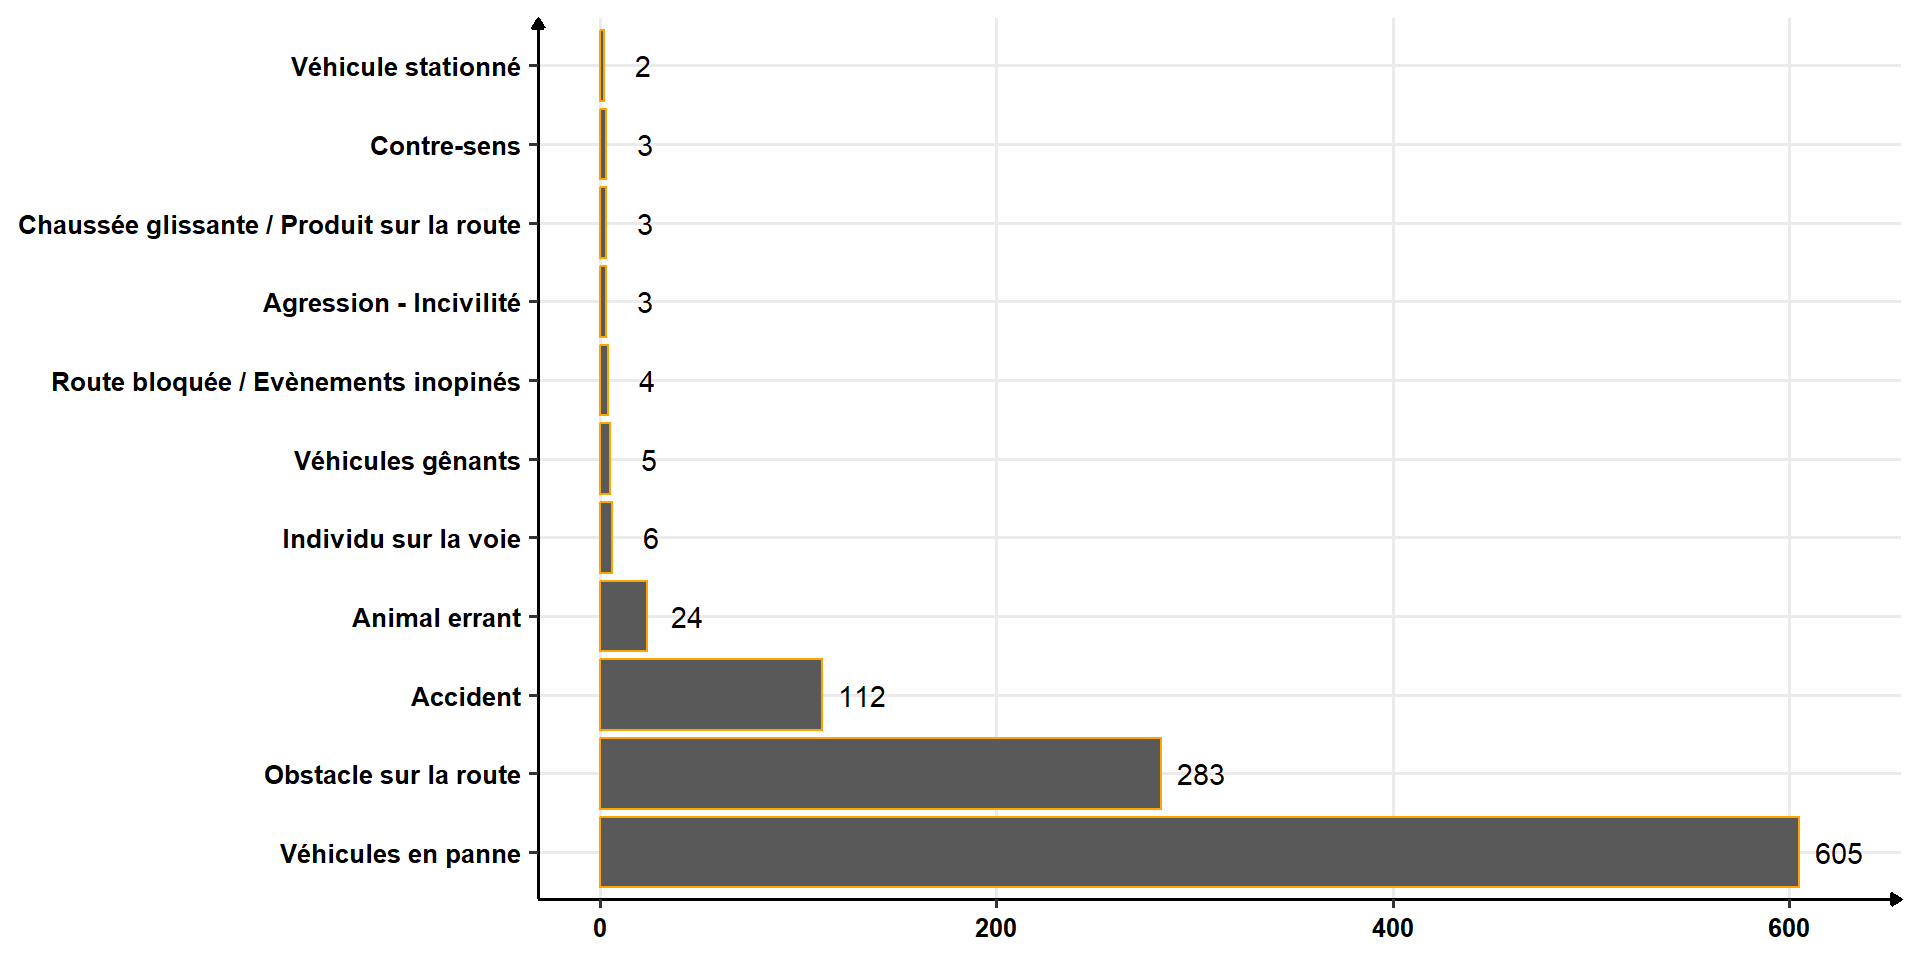 Véhicule stationné 2
Contre-sens 3
Chaussée glissante / Produit sur la route 3
Agression - Incivilité 3
Route bloquée / Evènements inopinés 4
Véhicules gênants 5
Individu sur la voie 6
Animal errant 24
Accident 112
Obstacle sur la route 283
Véhicules en panne 605
0 200 400 600